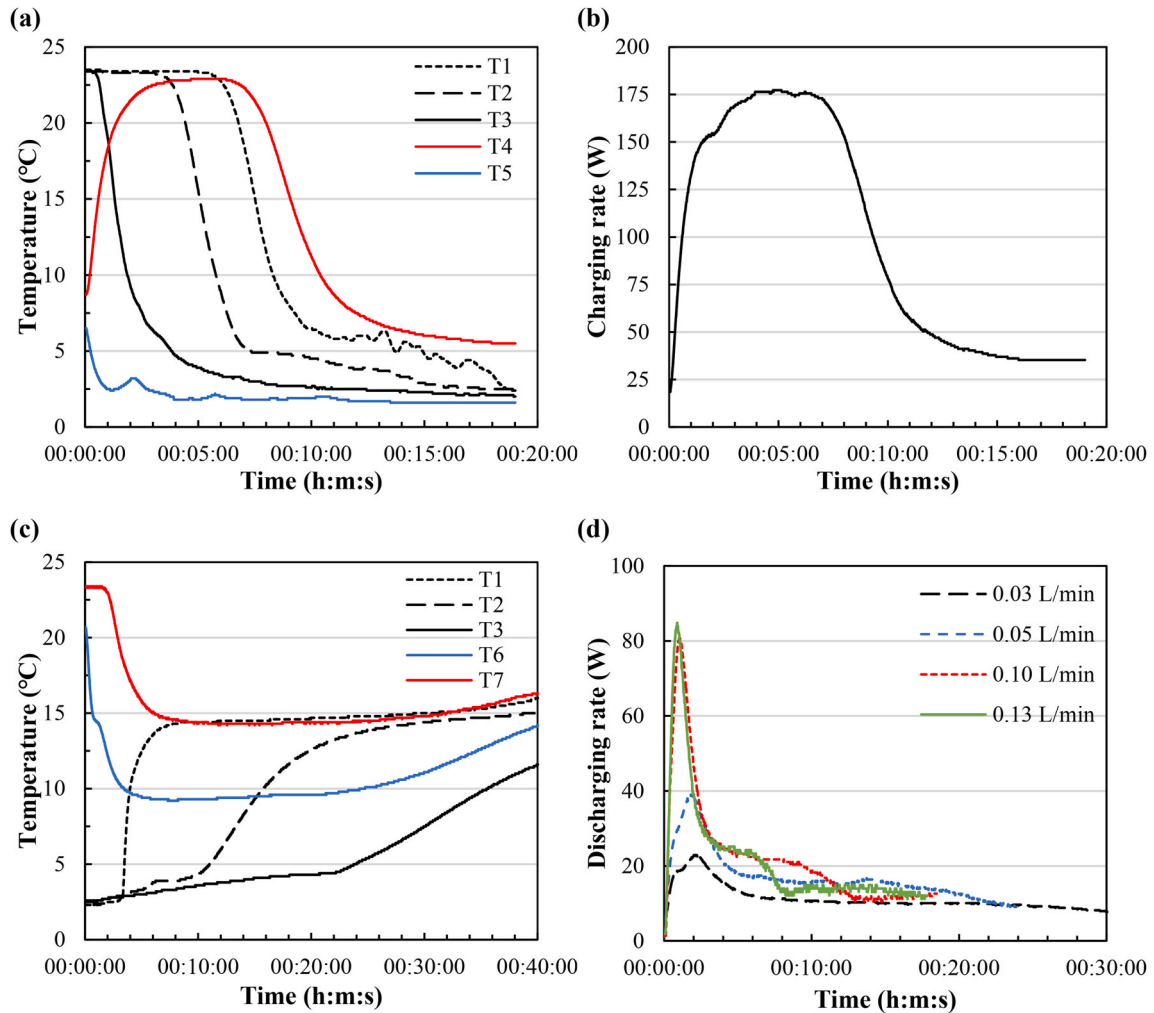 (a)
Temperature (℃)
25
20
15
10
5
0
T1
T2
T3
T4
T5
00:00:00 00:05:00 00:10:00 00:15:00 00:20:00
Time (h:m:s)
(b)
Charging rate (W)
200
175
150
125
100
75
50
25
0
00:00:00 00:05:00 00:10:00 00:15:00 00:20:00
Time (h:m:s)
(c)
Temperature (℃)
25
20
15
10
5
0
T1
T2
T3
T6
T7
00:00:00 00:10:00 00:20:00 00:30:00 00:40:00
Time (h:m:s)
(d)
Discharging rate (W)
100
80
60
40
20
0
0.03 L/min
0.05 L/min
0.10 L/min
0.13 L/min
00:00:00 00:10:00 00:20:00 00:30:00
Time (h:m:s)